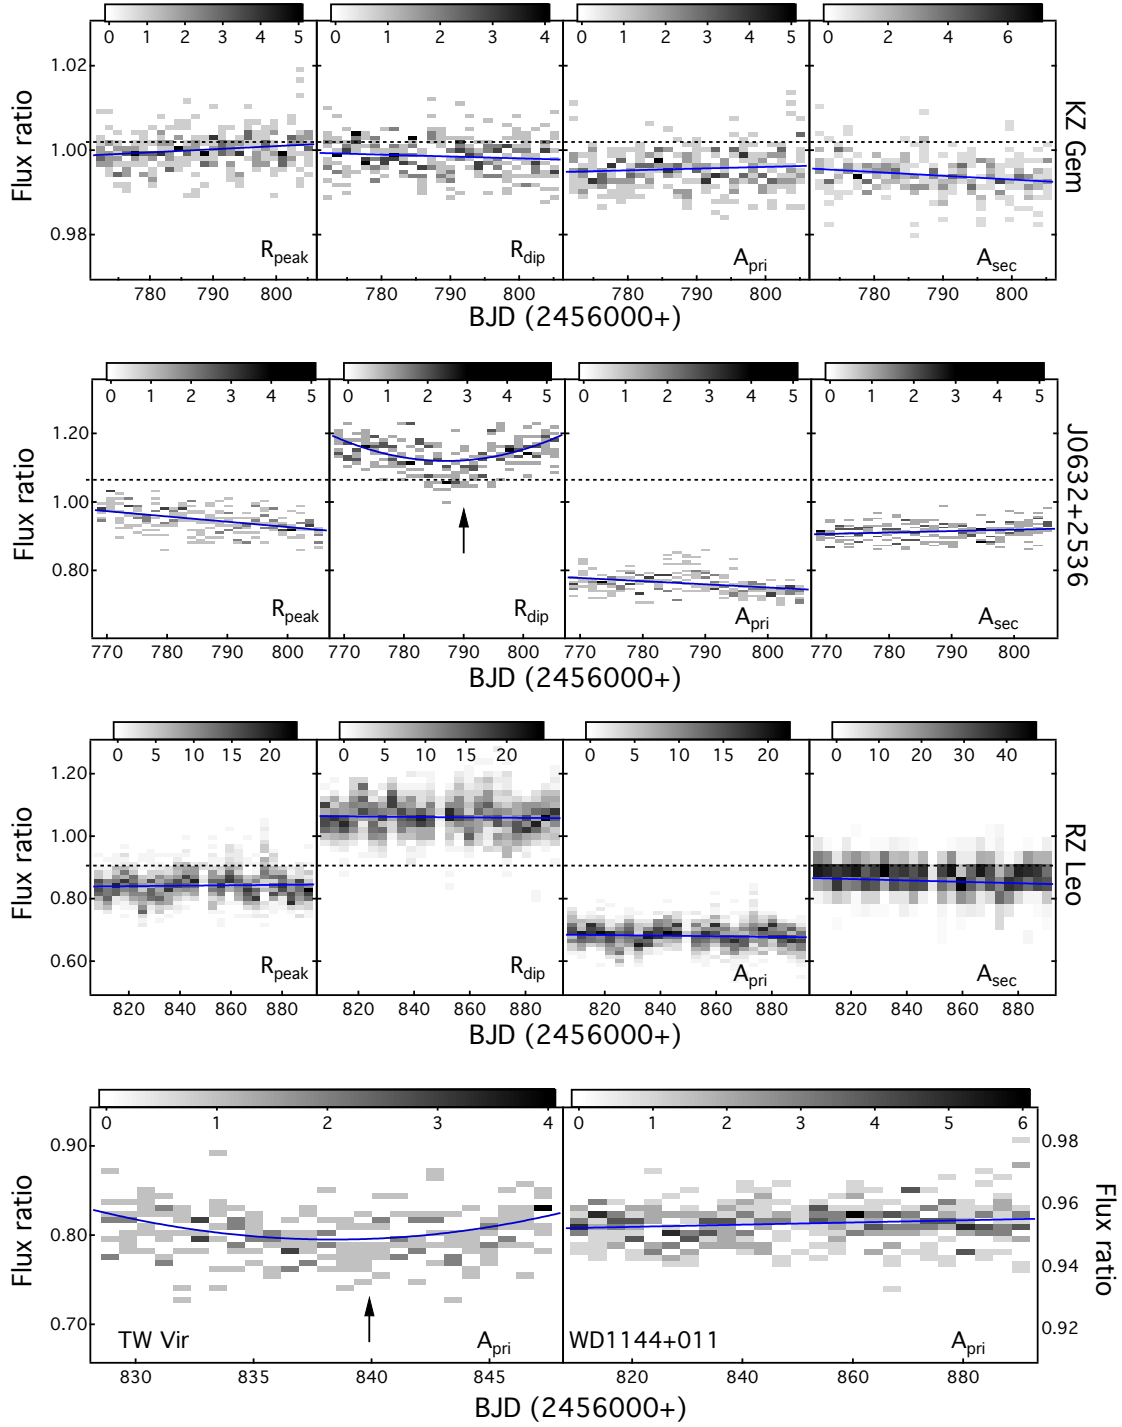 0 1 2 3 4 5 0 1 2 3 4 0 1 2 3 4 5 0 2 4 6
1.02
1.00
0.98
Flux ratio
KZ Gem
R_peak R_dip A_pri A_sec
780 790 800 780 790 800 780 790 800 780 790 800
BJD (2456000+)
0 1 2 3 4 5 0 1 2 3 4 5 0 1 2 3 4 5 0 1 2 3 4 5
1.20
1.00
0.80
Flux ratio
J0632+2536
R_peak R_dip A_pri A_sec
770 780 790 800 770 780 790 800 770 780 790 800 770 780 790 800
BJD (2456000+)
0 5 10 15 20 0 5 10 15 20 0 10 20 0 10 20 30 40
1.20
1.00
0.80
0.60
Flux ratio
RZ Leo
R_peak R_dip A_pri A_sec
820 840 860 880 820 840 860 880 820 840 860 880 820 840 860 880
BJD (2456000+)
0 1 2 3 4 0 1 2 3 4 5 6
0.90
0.80
0.70
Flux ratio
0.98
0.96
0.94
0.92
Flux ratio
TW Vir A_pri WD1144+011 A_pri
830 835 840 845 820 840 860 880
BJD (2456000+)